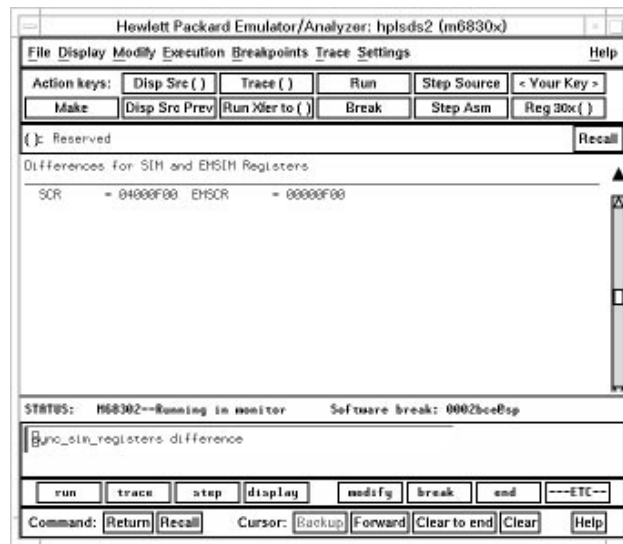 Hewlett Packard Emulator/Analyzer: hplsds2 (m6830x)
File Display Modify Execution Breakpoints Trace Settings Help
Action keys: Disp Src ( ) Trace ( ) Run Step Source < Your Key >
Make Disp Src Prev Run Xfer to ( ) Break Step Asm Reg 30x ( )
( ): Reserved Recall
Differences for SIM and EMSIM Registers
SCR = 04000F00 EMSCR = 00000F00
STATUS: M68302--Running in monitor Software break: 0002bce@sp
sync_sim_registers difference
run trace step display modify break end ---ETC--
Command: Return Recall Cursor: Backup Forward Clear to end Clear Help